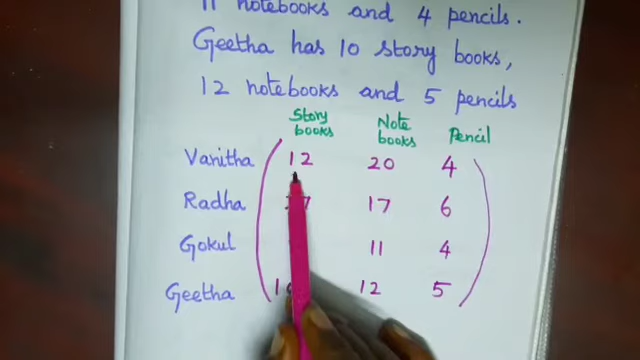 11 notebooks and 4 pencils.
Geetha has 10 story books,
12 notebooks and 5 pencils
Story books Note books Pencil
Vanitha 12 20 4
Radha 17 6
Gokul 11 4
Geetha 12 5